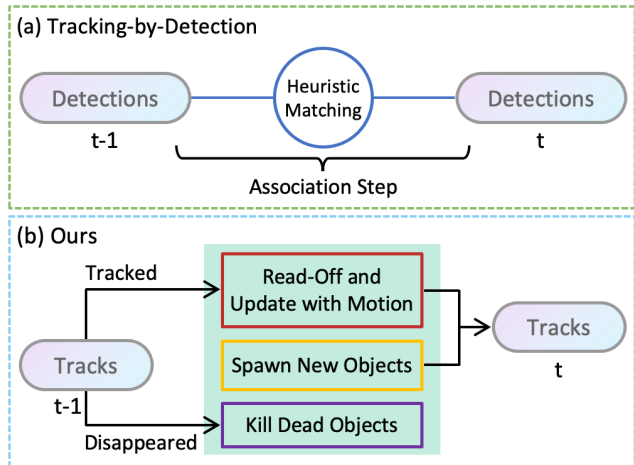 (a) Tracking-by-Detection
Detections
Heuristic
Matching
Detections
t-1
t
Association Step
(b) Ours
Tracked
Read-Off and
Update with Motion
Tracks
Tracks
Spawn New Objects
t
t-1
Kill Dead Objects
Disappeared